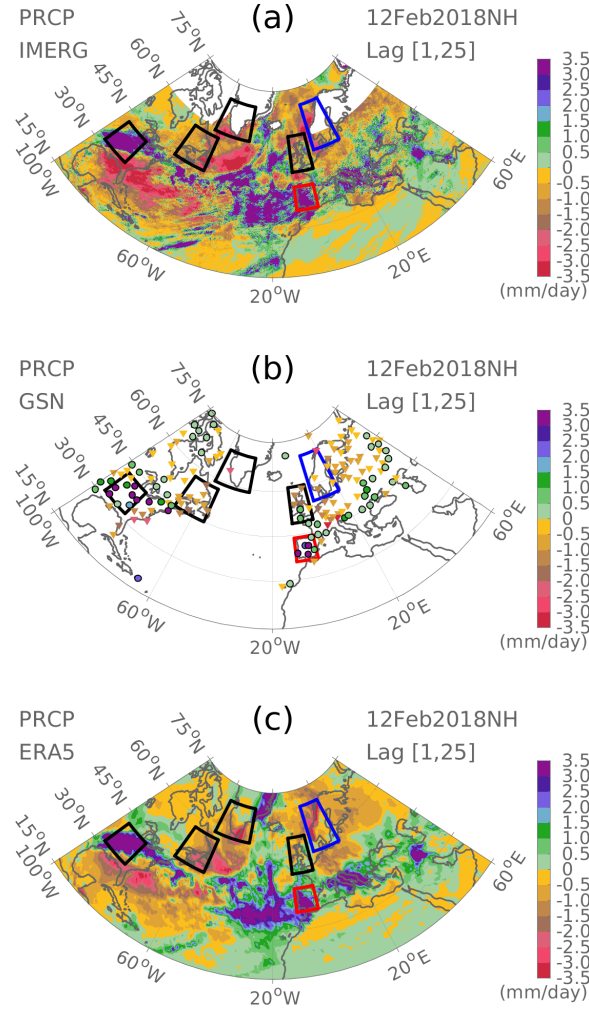 PRCP (a) 12Feb2018NH
IMERG Lag [1,25]
75°N
60°N
45°N
30°N
15°N
100°W
60°W
20°W
20°E
60°E
3.5
3.0
2.5
2.0
1.5
1.0
0.5
0
-0.5
-1.0
-1.5
-2.0
-2.5
-3.0
-3.5
(mm/day)
PRCP (b) 12Feb2018NH
GSN Lag [1,25]
75°N
60°N
45°N
30°N
15°N
100°W
60°W
20°W
20°E
60°E
3.5
3.0
2.5
2.0
1.5
1.0
0.5
0
-0.5
-1.0
-1.5
-2.0
-2.5
-3.0
-3.5
(mm/day)
PRCP (c) 12Feb2018NH
ERA5 Lag [1,25]
75°N
60°N
45°N
30°N
15°N
100°W
60°W
20°W
20°E
60°E
3.5
3.0
2.5
2.0
1.5
1.0
0.5
0
-0.5
-1.0
-1.5
-2.0
-2.5
-3.0
-3.5
(mm/day)